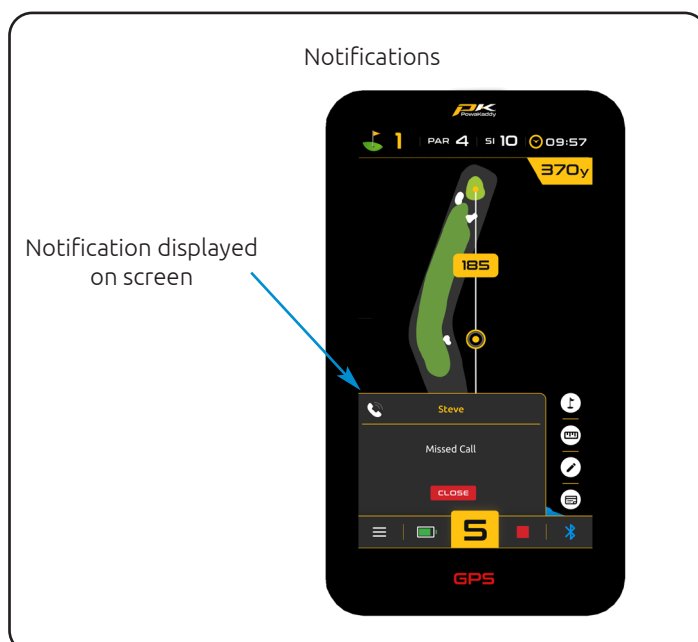 Notifications
PK
PowaKaddy
1 PAR 4 SI 10 09:57
370y
185
Notification displayed
on screen
Steve
Missed Call
CLOSE
5
GPS